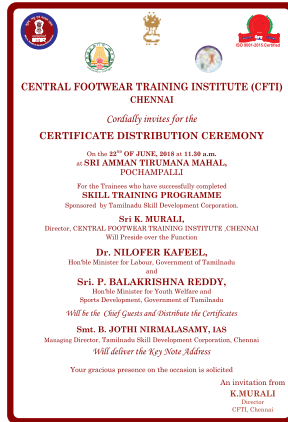 ISO 9001-2015 Certified
CENTRAL FOOTWEAR TRAINING INSTITUTE (CFTI)
CHENNAI
Cordially invites for the
CERTIFICATE DISTRIBUTION CEREMONY
On the 22ND OF JUNE, 2018 at 11.30 a.m.
at SRI AMMAN TIRUMANA MAHAL,
POCHAMPALLI
For the Trainees who have successfully completed
SKILL TRAINING PROGRAMME
Sponsored by Tamilnadu Skill Development Corporation.
Sri K. MURALI,
Director, CENTRAL FOOTWEAR TRAINING INSTITUTE ,CHENNAI
Will Preside over the Function
Dr. NILOFER KAFEEL,
Hon'ble Minister for Labour, Government of Tamilnadu
and
Sri. P. BALAKRISHNA REDDY,
Hon'ble Minister for Youth Welfare and
Sports Development, Government of Tamilnadu
Will be the Chief Guests and Distribute the Certificates
Smt. B. JOTHI NIRMALASAMY, IAS
Managing Director, Tamilnadu Skill Development Corporation, Chennai
Will deliver the Key Note Address
Your gracious presence on the occasion is solicited
An invitation from
K.MURALI
Director
CFTI, Chennai